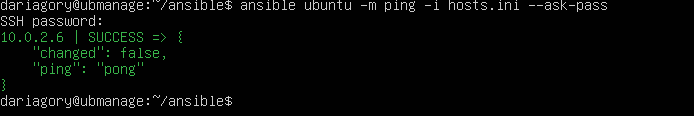 dariagory@ubmanage:~/ansible$ ansible ubuntu -m ping -i hosts.ini --ask-pass
SSH password:
10.0.2.6 | SUCCESS => {
    "changed": false,
    "ping": "pong"
}
dariagory@ubmanage:~/ansible$